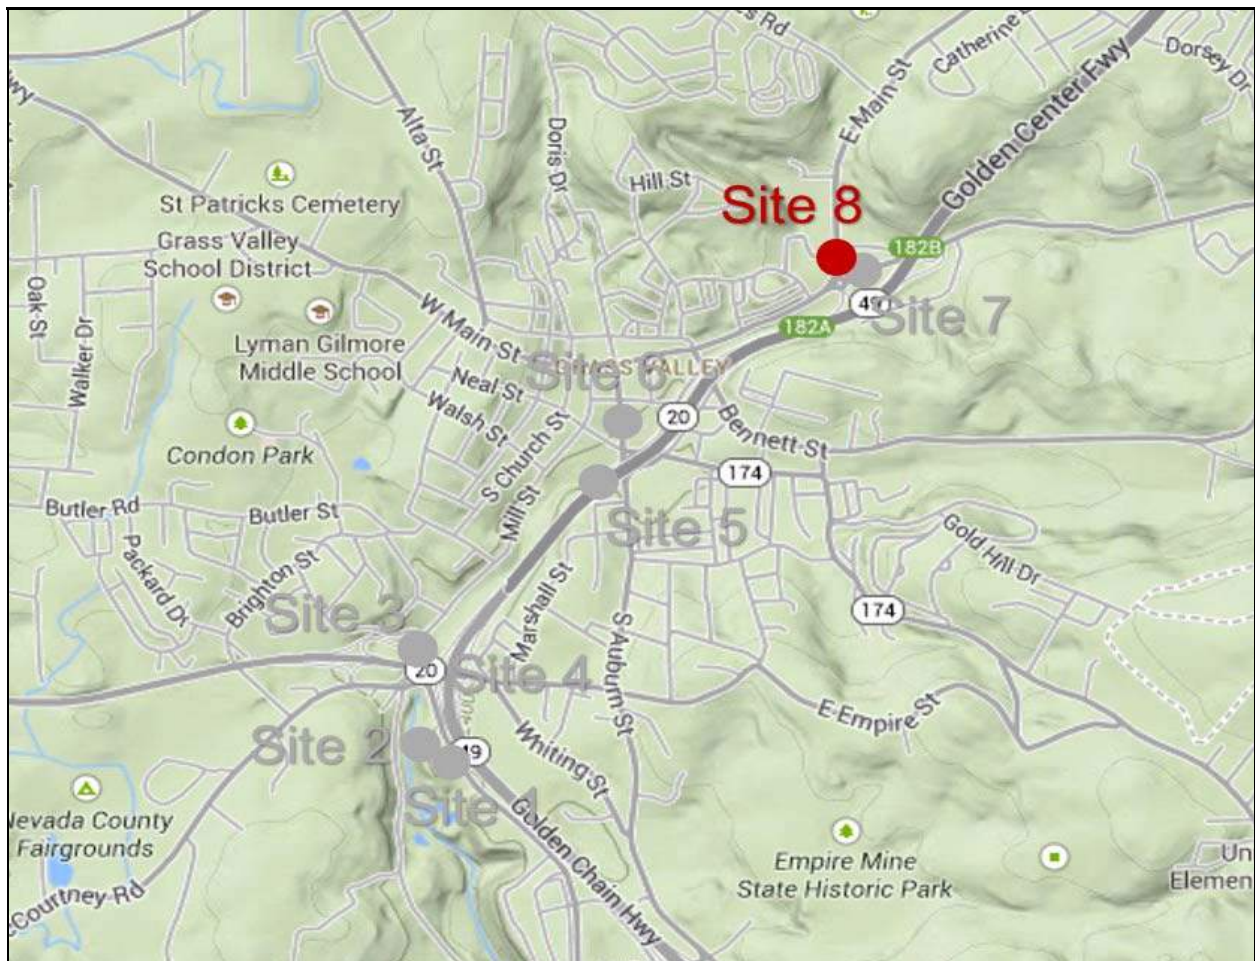 Rd
E Main St
Catherine
Golden Center Fwy
Dorsey Dr
wy
Alta St
Doris Dr
Hill St
St Patricks Cemetery
Site 8
182B
Grass Valley
School District
Oak St
Walker Dr
W Main St
Lyman Gilmore
Middle School
49
Site 7
182A
GRASS VALLEY
Site 6
Neal St
Walsh St
S Church St
20
Bennett St
Condon Park
174
Butler Rd
Butler St
Mill St
Site 5
Gold Hill Dr
Packard Dr
Brighton St
Site 3
Marshall St
S Auburn St
174
20
Site 4
E Empire St
Site 2
49
Whiting St
Site 1
Golden Chain Hwy
Nevada County
Fairgrounds
Empire Mine
State Historic Park
Un
Elemen
cCourtney Rd